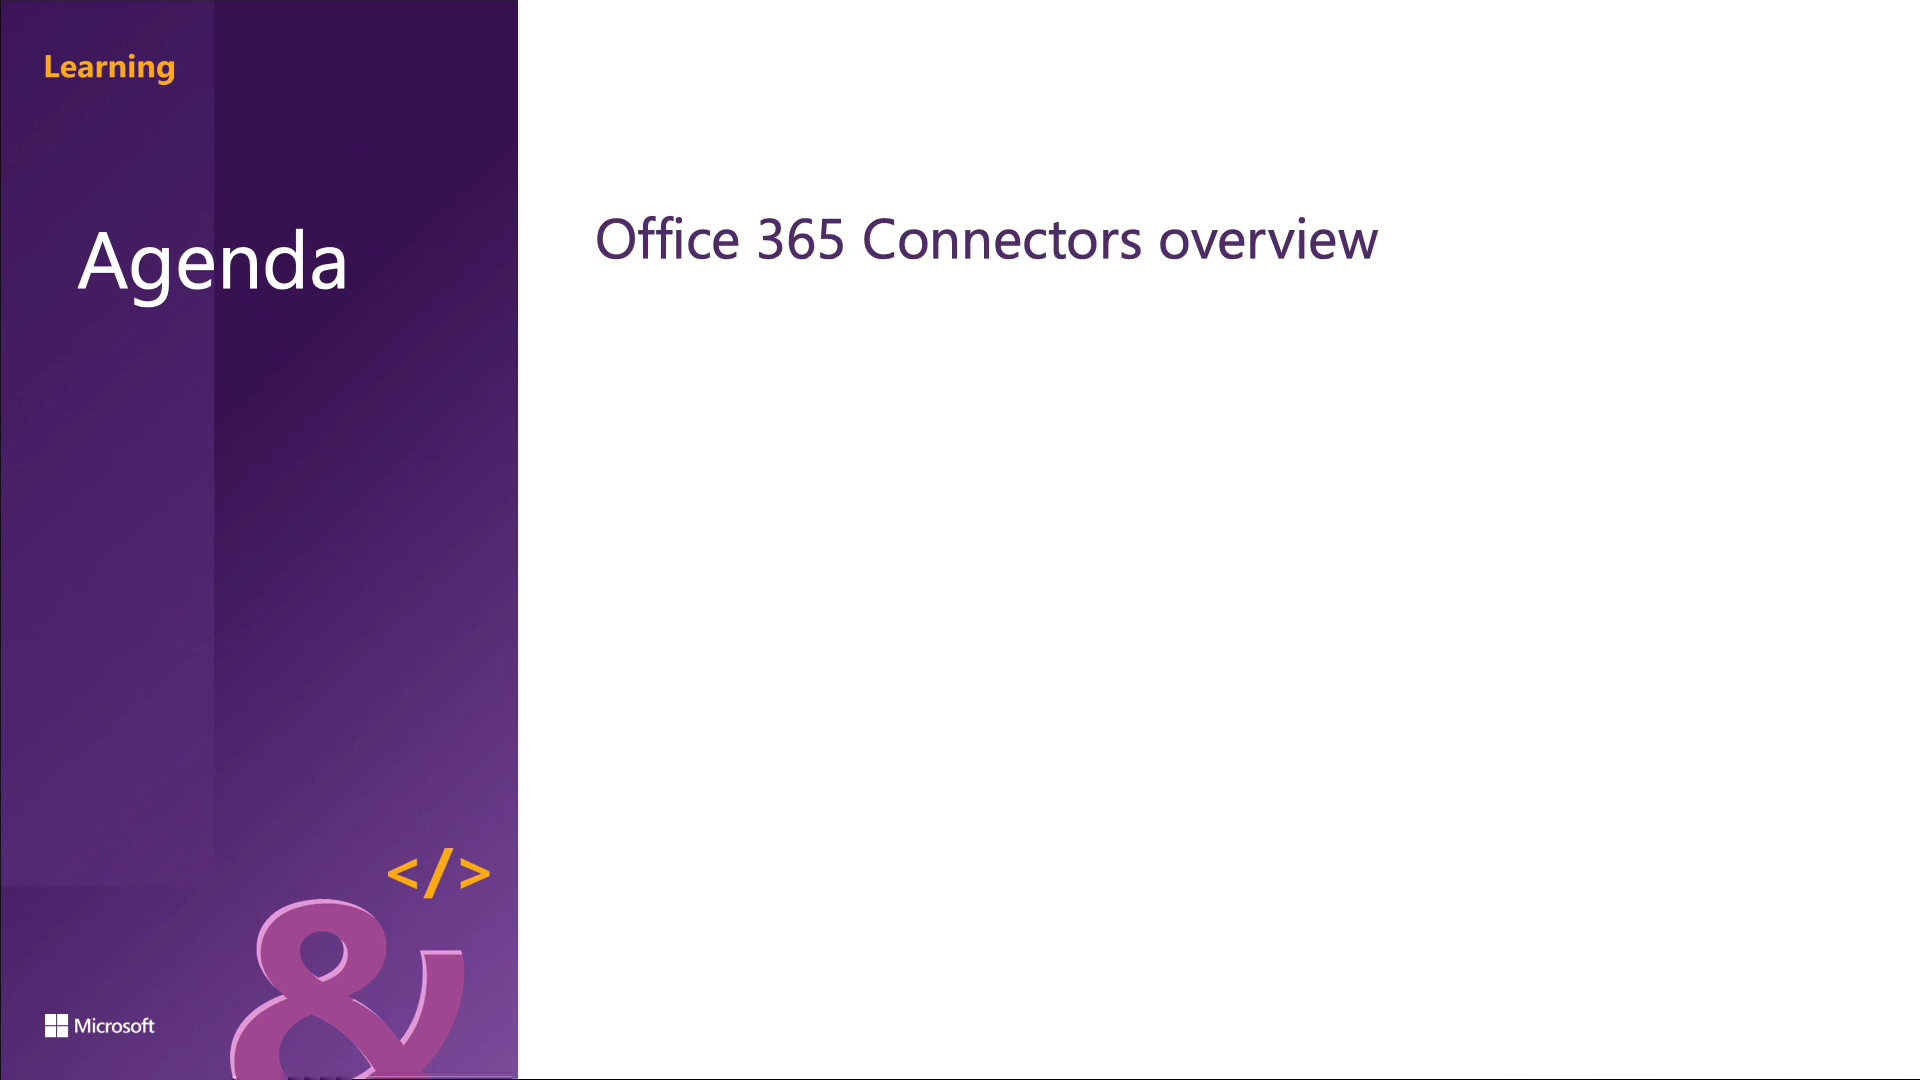 Learning
Agenda
Office 365 Connectors overview
</>
&
Microsoft